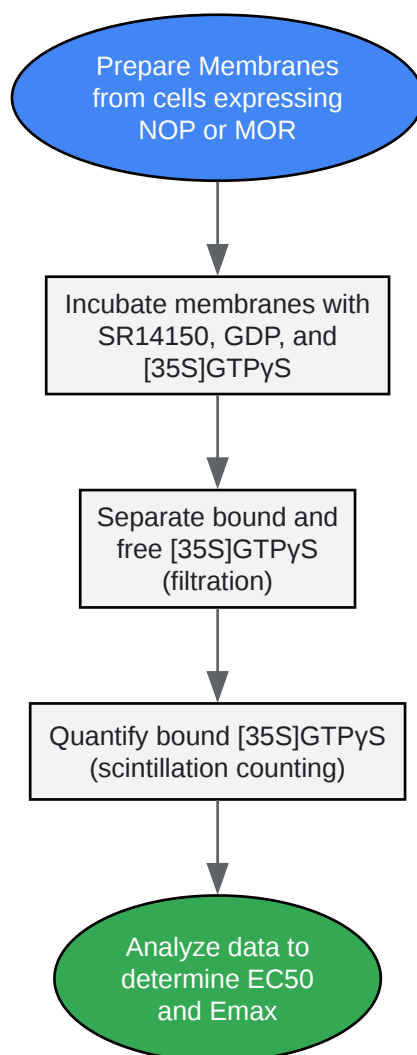 Prepare Membranes
from cells expressing
NOP or MOR
Incubate membranes with
SR14150, GDP, and
[35S]GTPγS
Separate bound and
free [35S]GTPγS
(filtration)
Quantify bound [35S]GTPγS
(scintillation counting)
Analyze data to
determine EC50
and Emax